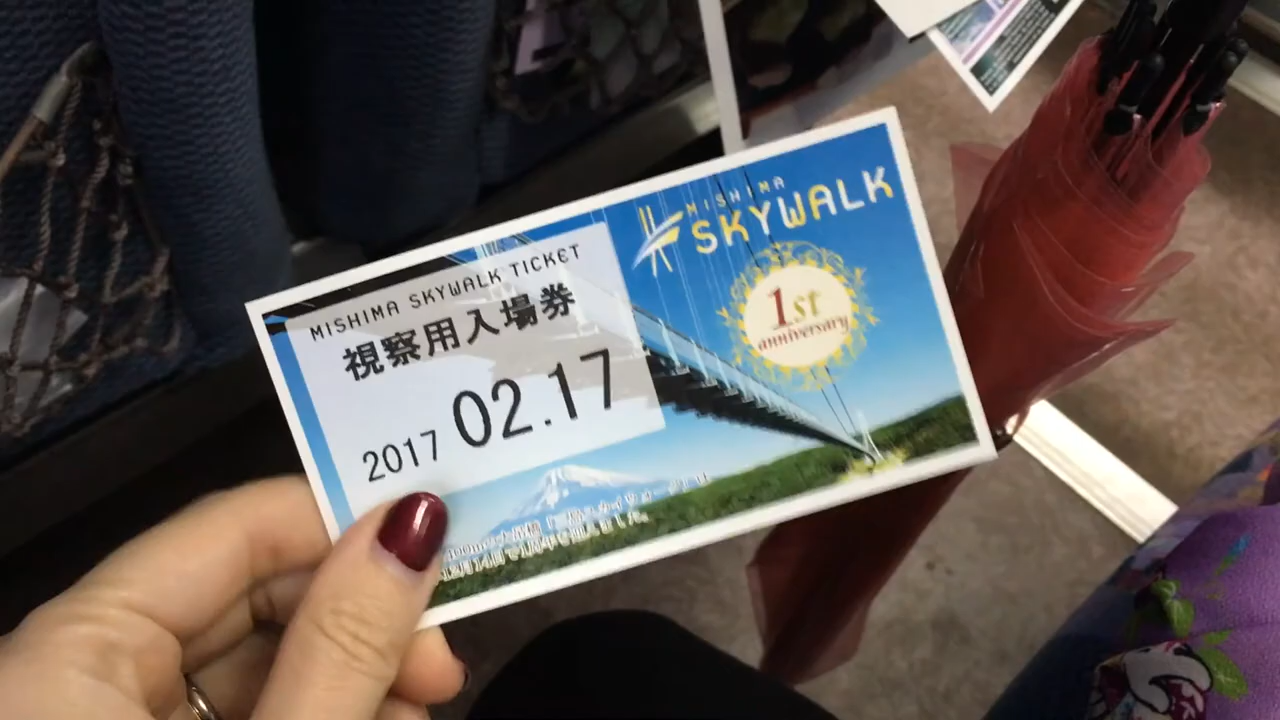 MISHIMA SKYWALK TICKET
視察用入場券
2017 02.17
MISHIMA
SKYWALK
1st
anniversary